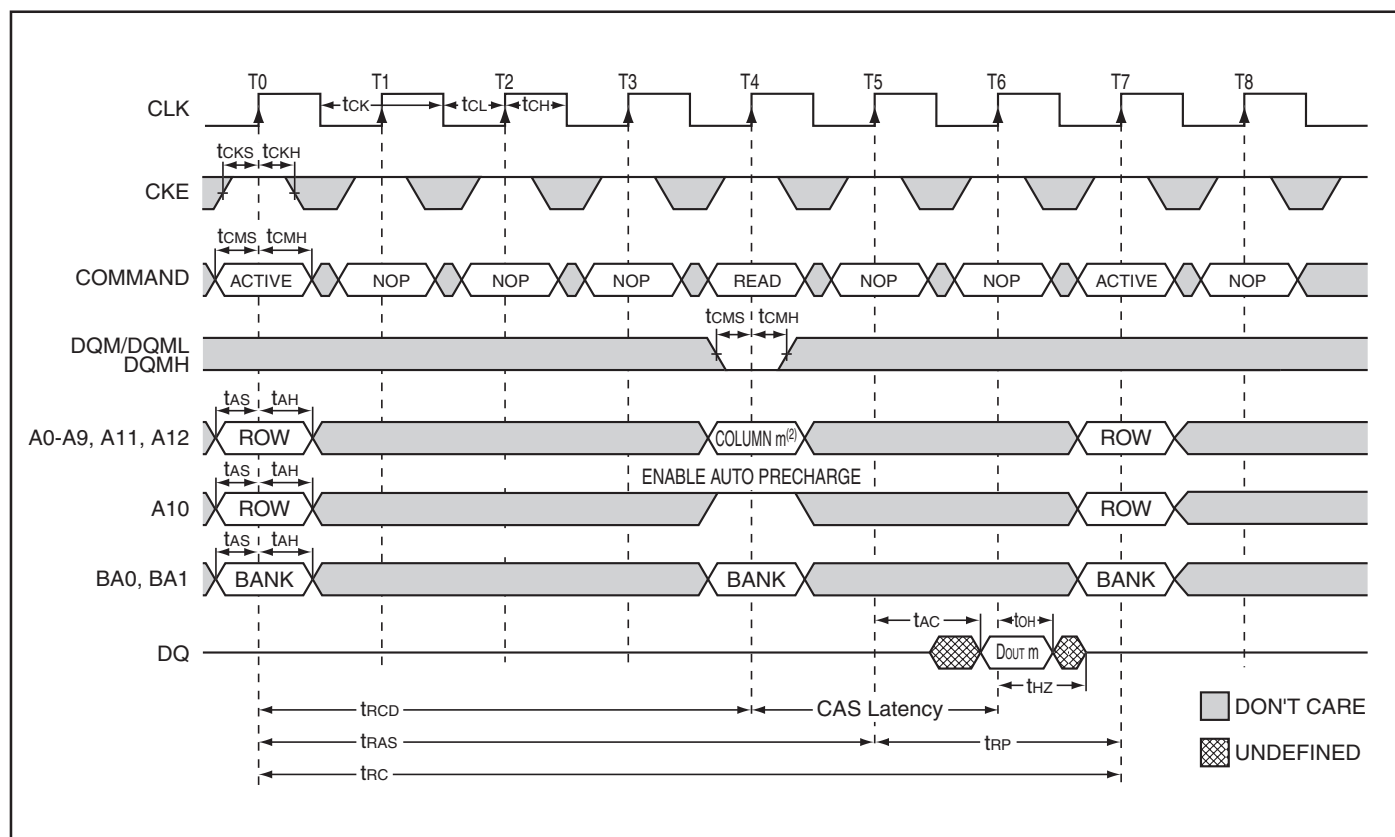 T0 T1 T2 T3 T4 T5 T6 T7 T8
CLK
tCK tCL tCH
tCKS tCKH
CKE
tCMS tCMH
COMMAND ACTIVE NOP NOP NOP READ NOP NOP ACTIVE NOP
tCMS tCMH
DQM/DQML
DQMH
tAS tAH
A0-A9, A11, A12 ROW COLUMN m(2) ROW
tAS tAH ENABLE AUTO PRECHARGE
A10 ROW ROW
tAS tAH
BA0, BA1 BANK BANK BANK
tAC tOH
DQ DOUT m
tHZ
tRCD CAS Latency
DON'T CARE
tRAS tRP
UNDEFINED
tRC